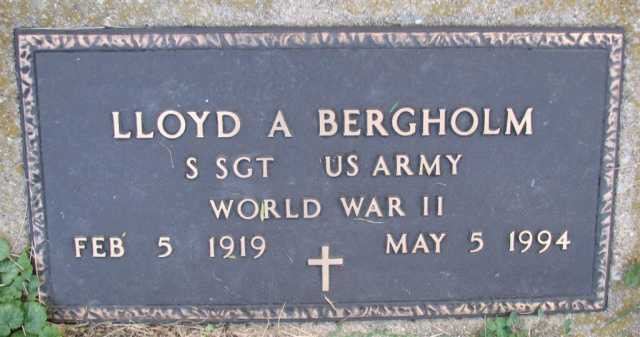 LLOYD A BERGHOLM
S SGT US ARMY
WORLD WAR II
FEB 5 1919 MAY 5 1994